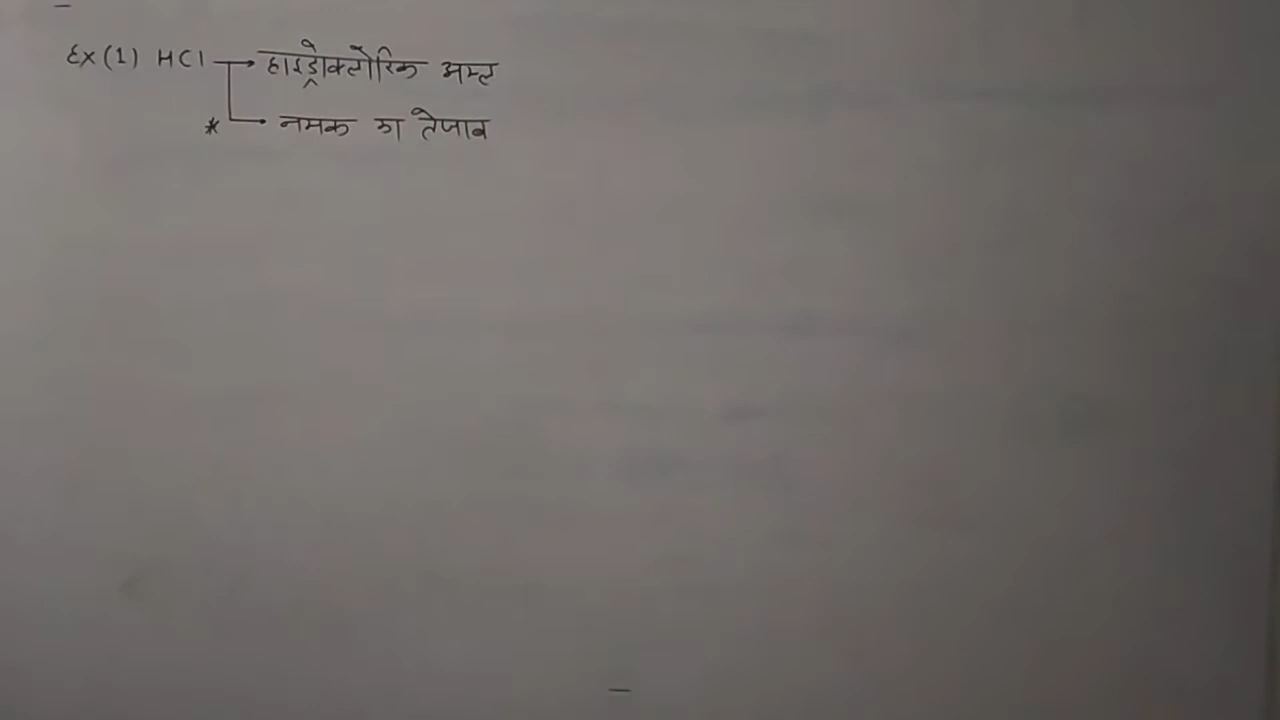 Ex (1) HCl → हाइड्रोक्लोरिक अम्ल
* → नमक का तेजाब